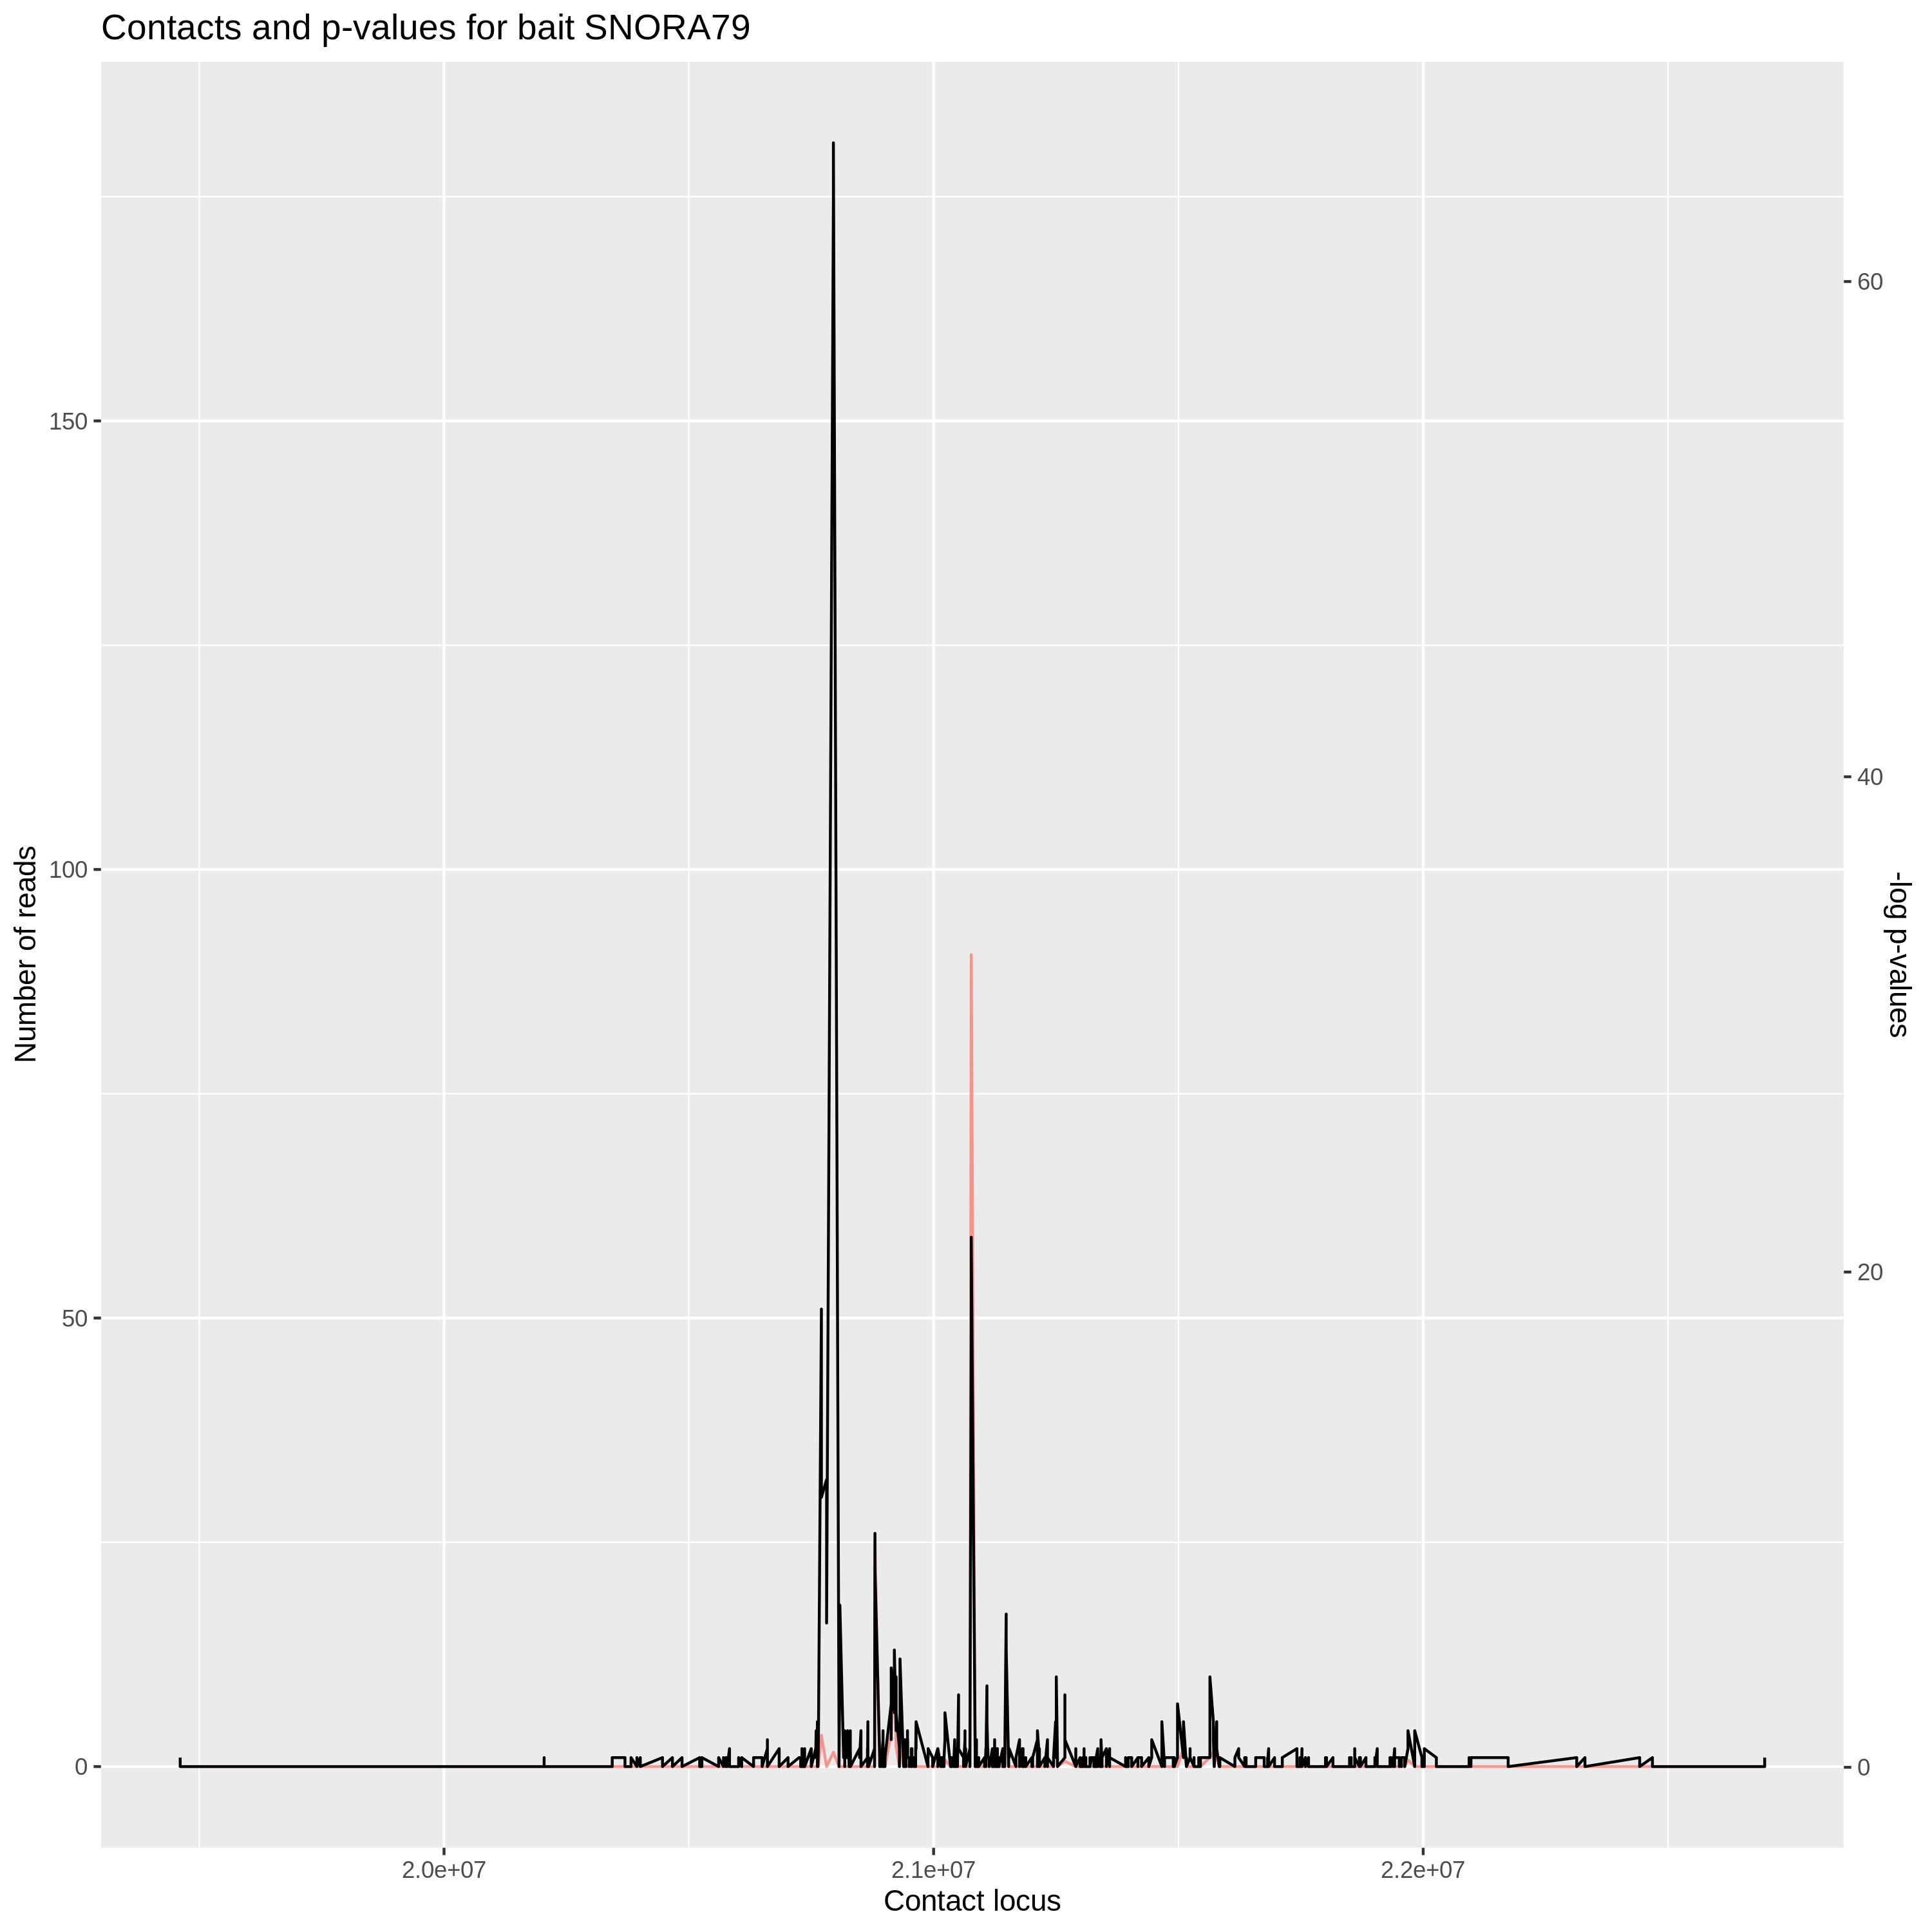 Contacts and p-values for bait SNORA79
150
100
50
0
60
40
20
0
Number of reads
-log p-values
2.0e+07
2.1e+07
2.2e+07
Contact locus